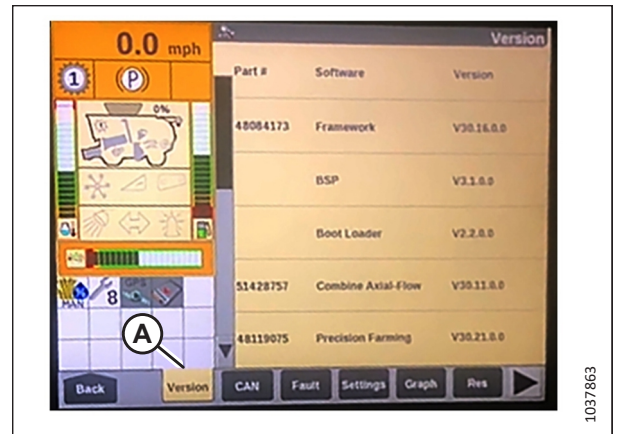 0.0 mph
Version
1
P
Part # Software Version
0%
48084173 Framework V30.16.0.0
BSP V3.1.0.0
Boot Loader V2.2.0.0
51428757 Combine Axial-Flow V30.11.0.0
MAN 8 GPS
48119075 Precision Farming V30.21.0.0
A
Back Version CAN Fault Settings Graph Res
1037863